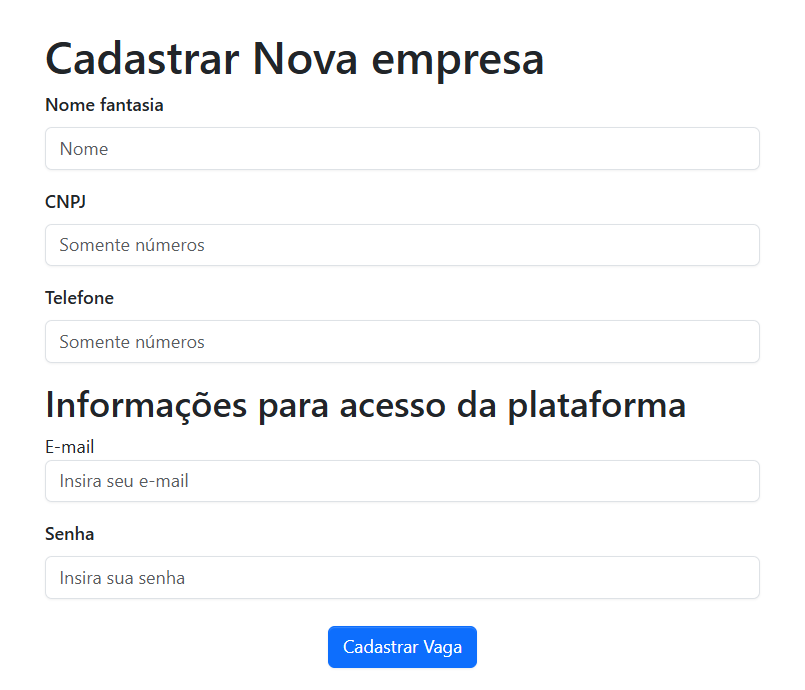 Cadastrar Nova empresa
Nome fantasia
Nome
CNPJ
Somente números
Telefone
Somente números
Informações para acesso da plataforma
E-mail
Insira seu e-mail
Senha
Insira sua senha
Cadastrar Vaga